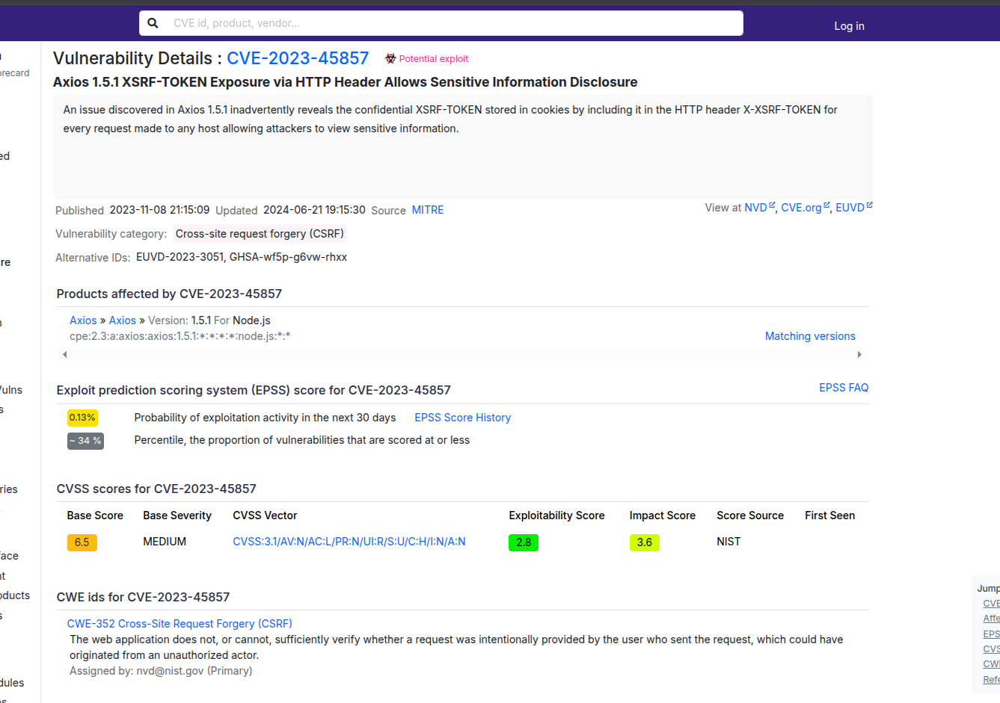 CVE id, product, vendor...
Log in
orecard
ed
re
Vulns
s
ries
face
nt
oducts
s
dules
Vulnerability Details : CVE-2023-45857 Potential exploit
Axios 1.5.1 XSRF-TOKEN Exposure via HTTP Header Allows Sensitive Information Disclosure
An issue discovered in Axios 1.5.1 inadvertently reveals the confidential XSRF-TOKEN stored in cookies by including it in the HTTP header X-XSRF-TOKEN for
every request made to any host allowing attackers to view sensitive information.
Published 2023-11-08 21:15:09 Updated 2024-06-21 19:15:30 Source MITRE
View at NVD, CVE.org, EUVD
Vulnerability category: Cross-site request forgery (CSRF)
Alternative IDs: EUVD-2023-3051, GHSA-wf5p-g6vw-rhxx
Products affected by CVE-2023-45857
Axios » Axios » Version: 1.5.1 For Node.js
cpe:2.3:a:axios:axios:1.5.1:*:*:*:*:node.js:*:*
Matching versions
Exploit prediction scoring system (EPSS) score for CVE-2023-45857
EPSS FAQ
0.13% Probability of exploitation activity in the next 30 days EPSS Score History
~ 34 % Percentile, the proportion of vulnerabilities that are scored at or less
CVSS scores for CVE-2023-45857
Base Score Base Severity CVSS Vector Exploitability Score Impact Score Score Source First Seen
6.5 MEDIUM CVSS:3.1/AV:N/AC:L/PR:N/UI:R/S:U/C:H/I:N/A:N 2.8 3.6 NIST
CWE ids for CVE-2023-45857
CWE-352 Cross-Site Request Forgery (CSRF)
The web application does not, or cannot, sufficiently verify whether a request was intentionally provided by the user who sent the request, which could have
originated from an unauthorized actor.
Assigned by: nvd@nist.gov (Primary)
Jump
CVE
Affe
EPS
CVS
CWE
Refe